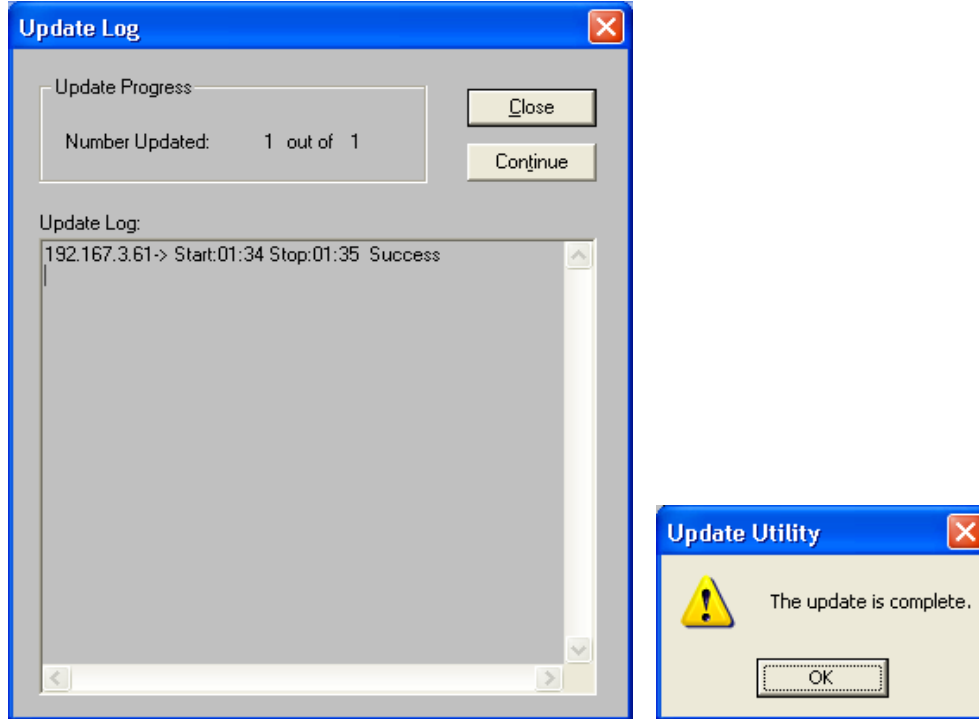 Update Log
Update Progress
Number Updated: 1 out of 1
Close
Continue
Update Log:
192.167.3.61-> Start:01:34 Stop:01:35 Success
Update Utility
The update is complete.
OK